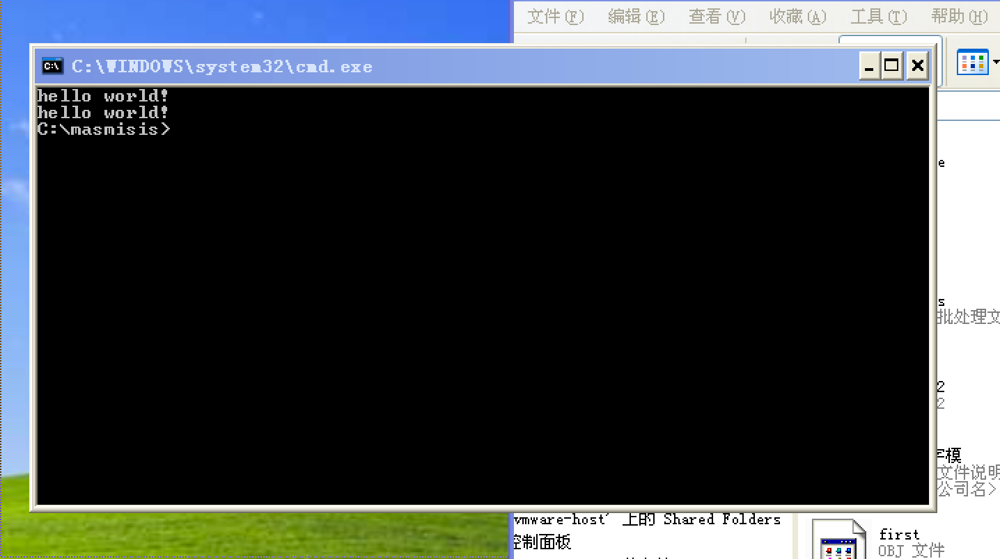 文件(F) 编辑(E) 查看(V) 收藏(A) 工具(T) 帮助(H)
C:\WINDOWS\system32\cmd.exe
hello world!
hello world!
C:\masmisis>
e
s
批处理文
2
2
字模
文件说明
公司名>
vmware-host' 上的 Shared Folders
控制面板
first
OBJ 文件